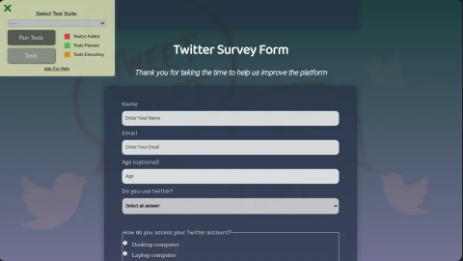 Select Test Suite:
Run Tests
Test(s) Failed
Tests Passed
Tests
Tests Executing
Ask For Help
Twitter Survey Form
Thank you for taking the time to help us improve the platform
Name
Enter Your Name
Email
Enter Your Email
Age (optional)
Age
Do you use twitter?
Select an answer
How do you access your Twitter account?
Desktop computer
Laptop computer